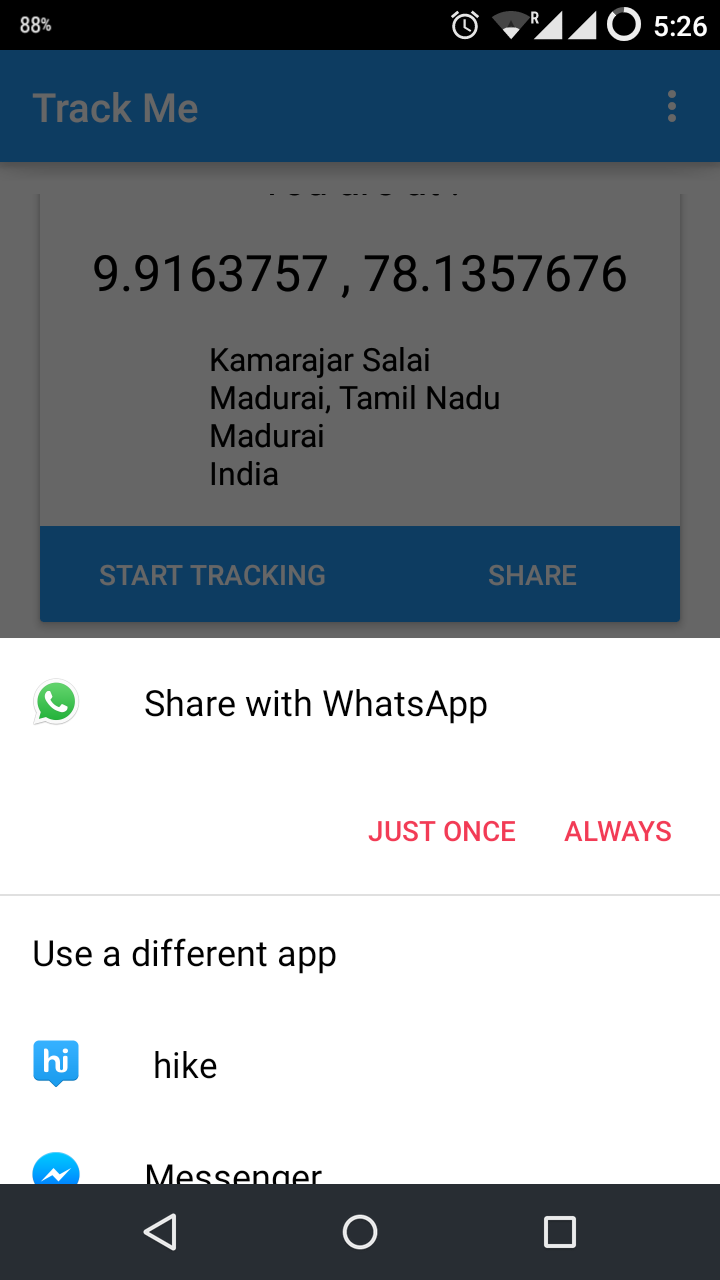 88%
R
5:26
Track Me
9.9163757 , 78.1357676
Kamarajar Salai
Madurai, Tamil Nadu
Madurai
India
START TRACKING
SHARE
Share with WhatsApp
JUST ONCE
ALWAYS
Use a different app
hi
hike
Messenger